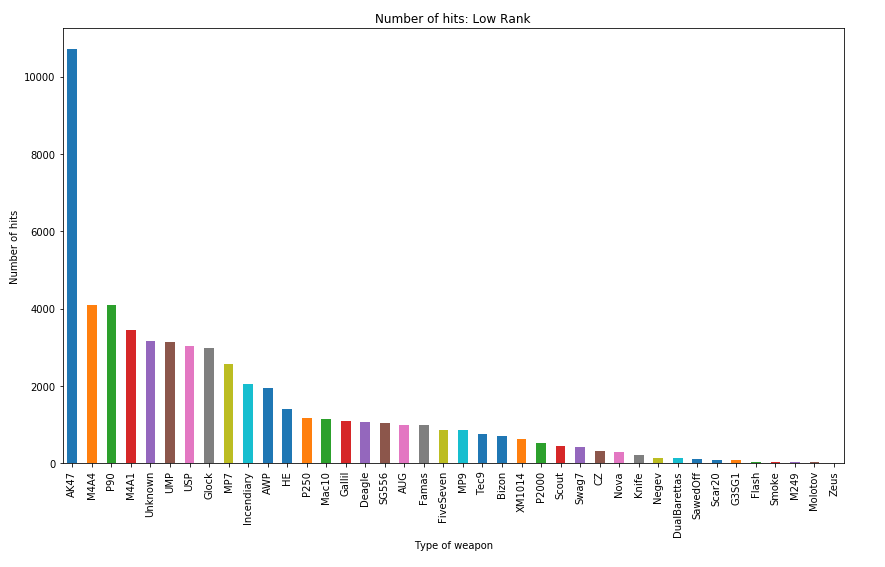 Number of hits: Low Rank
10000
8000
6000
4000
2000
0
Number of hits
AK47
M4A4
P90
M4A1
Unknown
UMP
USP
Glock
MP7
Incendiary
AWP
HE
P250
Mac10
Gallil
Deagle
SG556
AUG
Famas
FiveSeven
MP9
Tec9
Bizon
XM1014
P2000
Scout
Swag7
CZ
Nova
Knife
Negev
DualBarettas
SawedOff
Scar20
G3SG1
Flash
Smoke
M249
Molotov
Zeus
Type of weapon